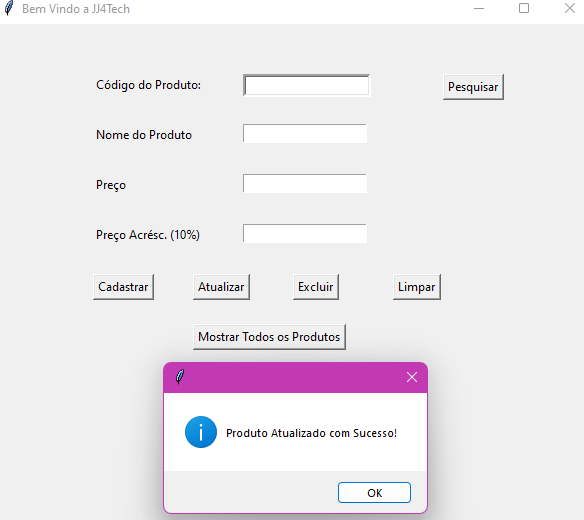 Bem Vindo a JJ4Tech
Código do Produto:
Pesquisar
Nome do Produto
Preço
Preço Acrésc. (10%)
Cadastrar Atualizar Excluir Limpar
Mostrar Todos os Produtos
Produto Atualizado com Sucesso!
OK